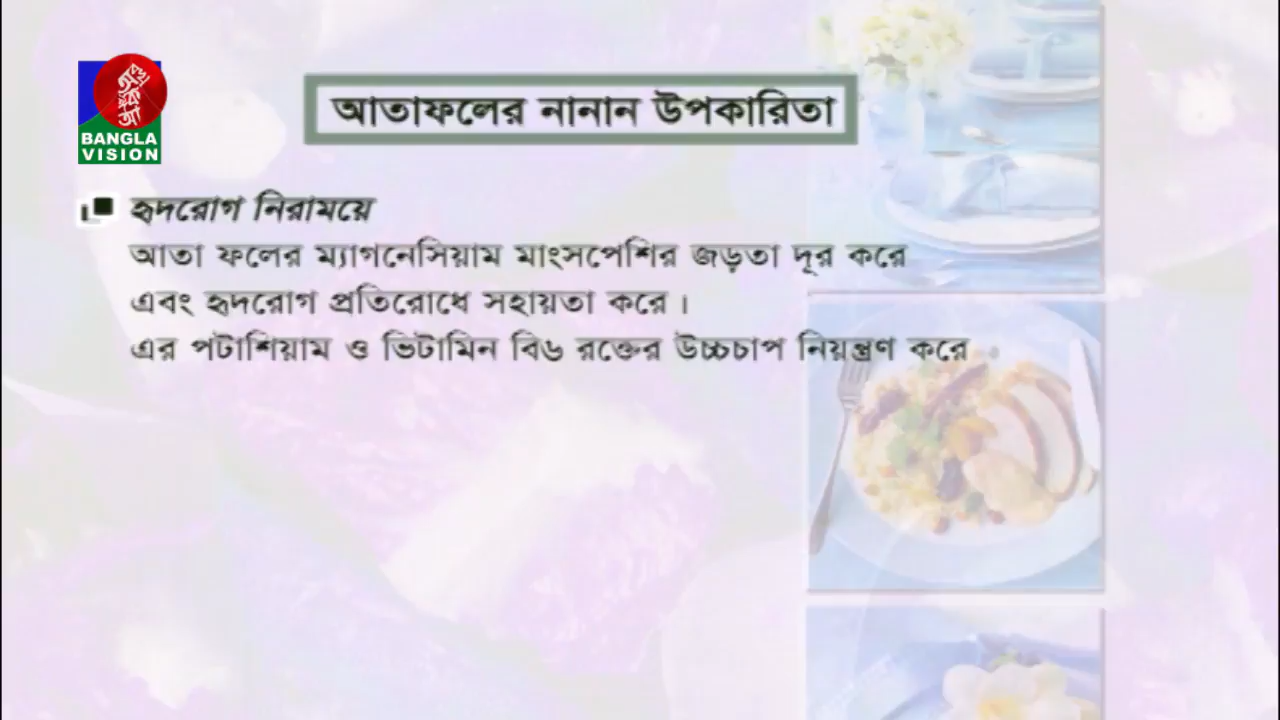 BANGLA
VISION
আতাফলের নানান উপকারিতা
হৃদরোগ নিরাময়ে
আতা ফলের ম্যাগনেসিয়াম মাংসপেশির জড়তা দূর করে
এবং হৃদরোগ প্রতিরোধে সহায়তা করে।
এর পটাশিয়াম ও ভিটামিন বি৬ রক্তের উচ্চচাপ নিয়ন্ত্রণ করে